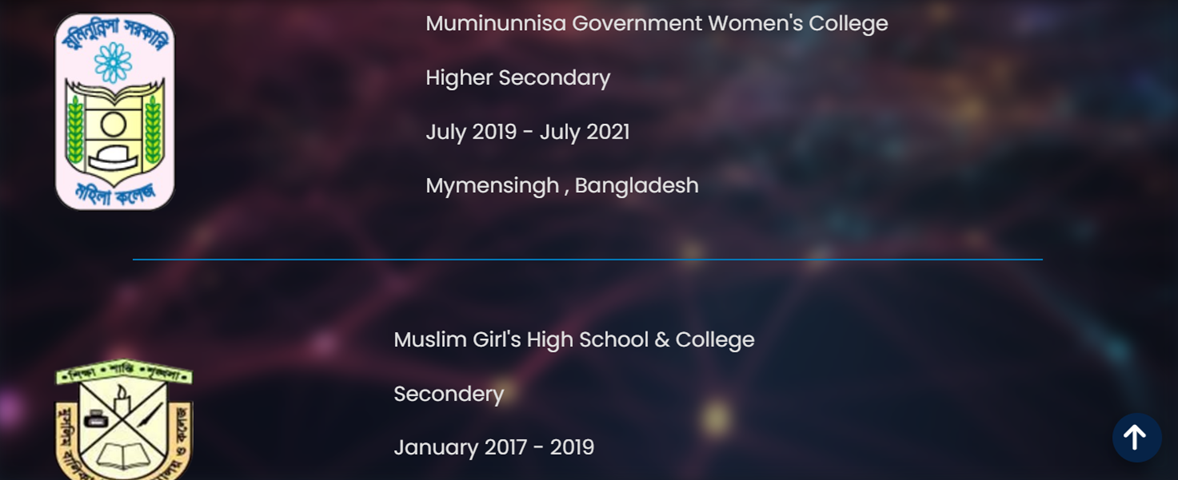 মুমিনুন্নিসা সরকারি
মহিলা কলেজ
Muminunnisa Government Women's College
Higher Secondary
July 2019 - July 2021
Mymensingh , Bangladesh
শিক্ষা • শান্তি • শৃঙ্খলা
Muslim Girl's High School & College
Secondery
January 2017 - 2019